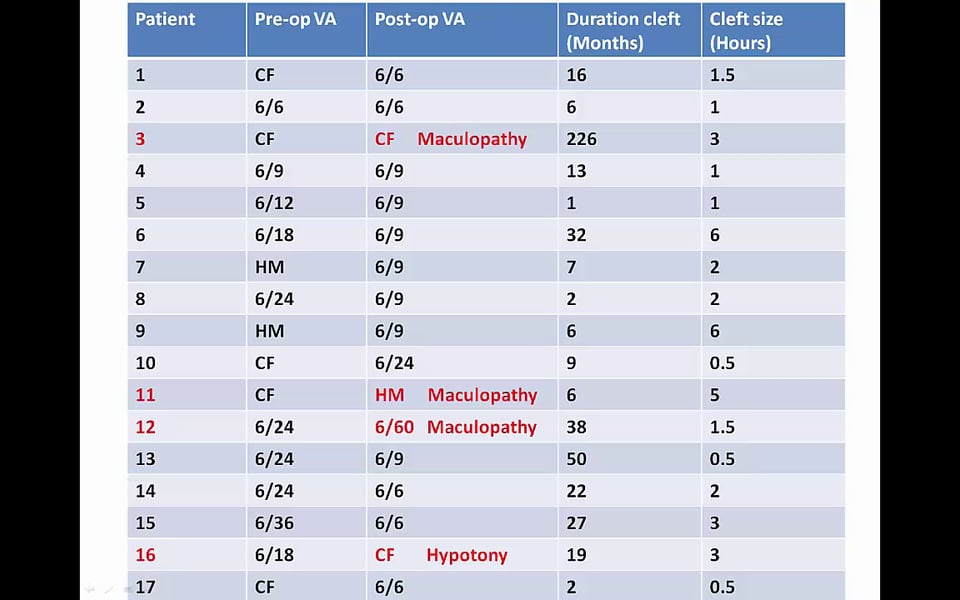 Patient Pre-op VA Post-op VA Duration cleft (Months) Cleft size (Hours)
1 CF 6/6 16 1.5
2 6/6 6/6 6 1
3 CF CF Maculopathy 226 3
4 6/9 6/9 13 1
5 6/12 6/9 1 1
6 6/18 6/9 32 6
7 HM 6/9 7 2
8 6/24 6/9 2 2
9 HM 6/9 6 6
10 CF 6/24 9 0.5
11 CF HM Maculopathy 6 5
12 6/24 6/60 Maculopathy 38 1.5
13 6/24 6/9 50 0.5
14 6/24 6/6 22 2
15 6/36 6/6 27 3
16 6/18 CF Hypotony 19 3
17 CF 6/6 2 0.5